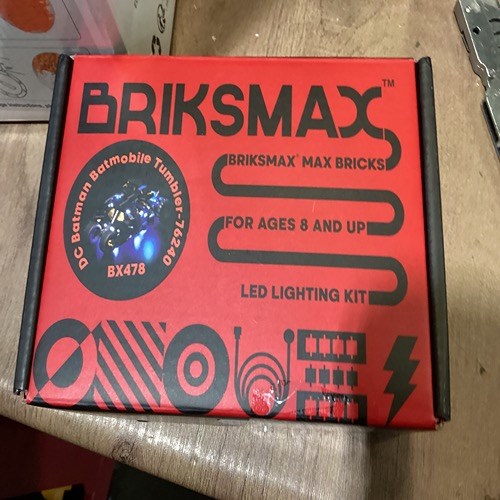 BRIKSMAX™
BRIKSMAX® MAX BRICKS
FOR AGES 8 AND UP
LED LIGHTING KIT
DC Batman Batmobile Tumbler-76240
BX478